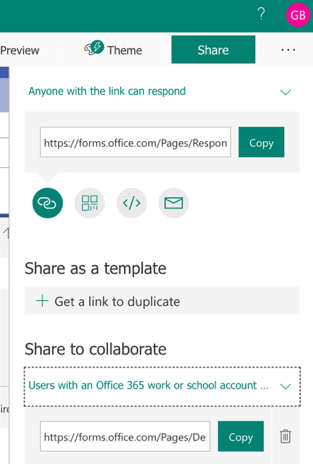 ?
GB
Preview
Theme
Share
...
Anyone with the link can respond
https://forms.office.com/Pages/Respon
Copy
</>
Share as a template
+ Get a link to duplicate
Share to collaborate
Users with an Office 365 work or school account ...
https://forms.office.com/Pages/De
Copy